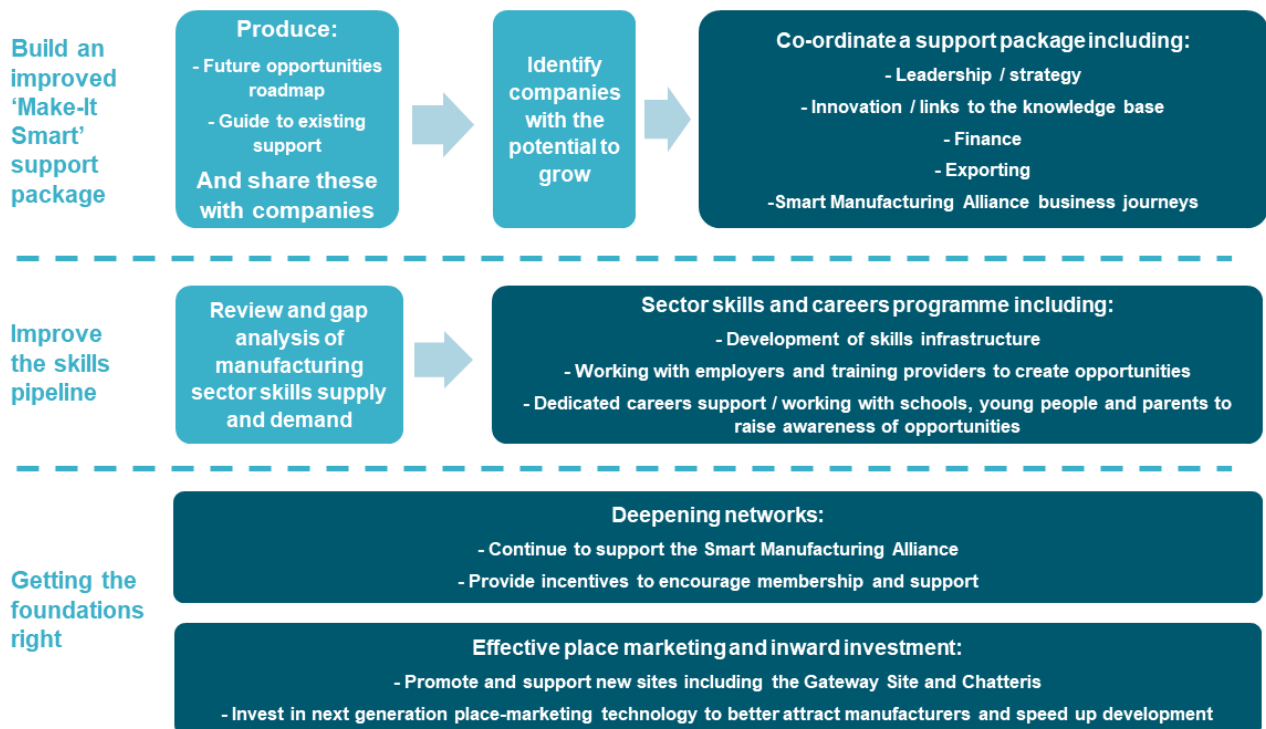 Build an
improved
‘Make-It
Smart’
support
package
Produce:
- Future opportunities
roadmap
- Guide to existing
support
And share these
with companies
Identify
companies
with the
potential to
grow
Co-ordinate a support package including:
- Leadership / strategy
- Innovation / links to the knowledge base
- Finance
- Exporting
-Smart Manufacturing Alliance business journeys
Improve
the skills
pipeline
Review and gap
analysis of
manufacturing
sector skills supply
and demand
Sector skills and careers programme including:
- Development of skills infrastructure
- Working with employers and training providers to create opportunities
- Dedicated careers support / working with schools, young people and parents to
raise awareness of opportunities
Getting the
foundations
right
Deepening networks:
- Continue to support the Smart Manufacturing Alliance
- Provide incentives to encourage membership and support
Effective place marketing and inward investment:
- Promote and support new sites including the Gateway Site and Chatteris
- Invest in next generation place-marketing technology to better attract manufacturers and speed up development